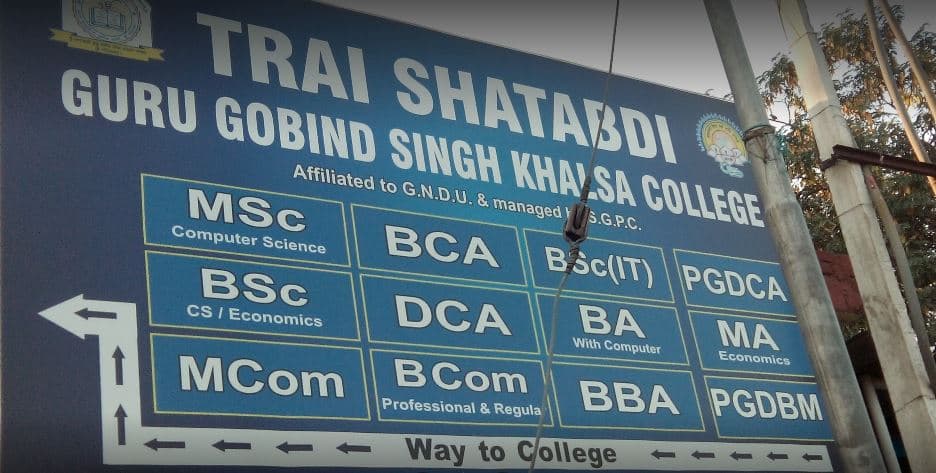 TRAI SHATABDI
GURU GOBIND SINGH KHALSA COLLEGE
Affiliated to G.N.D.U. & managed S.G.P.C.
MSc
Computer Science
BCA
BSc(IT)
PGDCA
BSc
CS / Economics
DCA
BA
With Computer
MA
Economics
MCom
BCom
Professional & Regula
BBA
PGDBM
Way to College